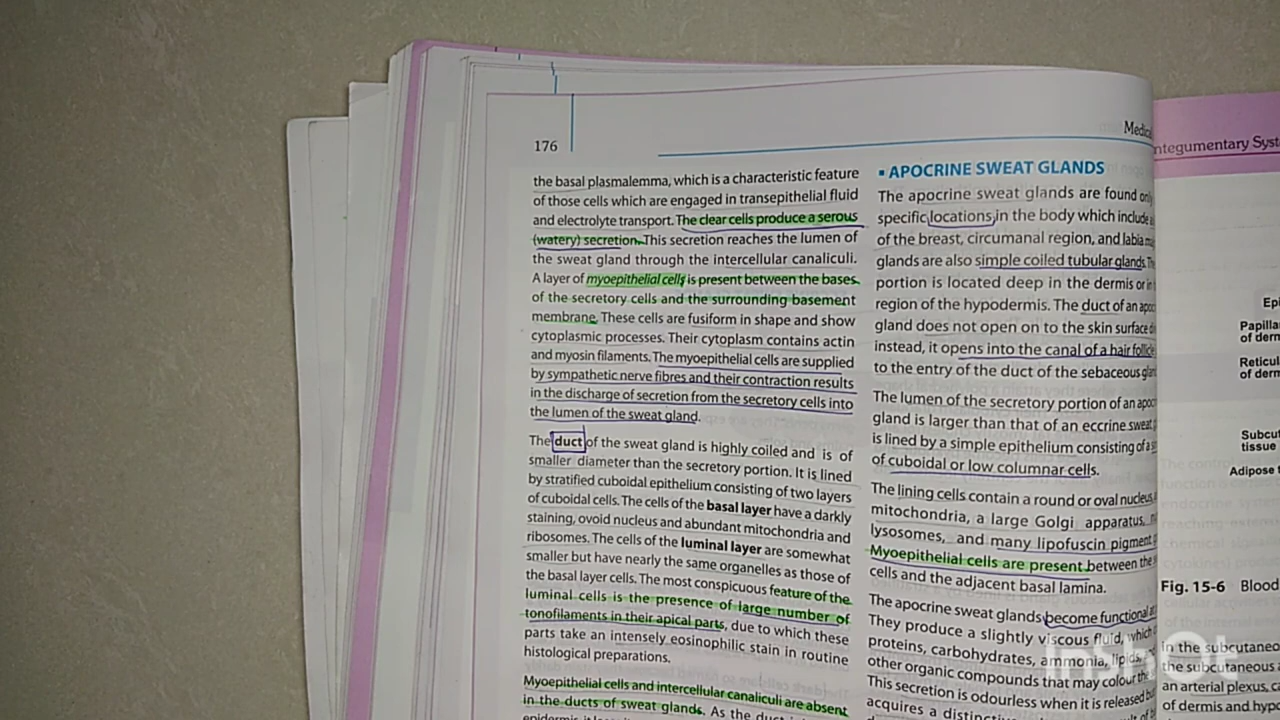 176
Medic
the basal plasmalemma, which is a characteristic feature
of those cells which are engaged in transepithelial fluid
and electrolyte transport. The clear cells produce a serous
(watery) secretion. This secretion reaches the lumen of
the sweat gland through the intercellular canaliculi.
A layer of myoepithelial cells is present between the bases
of the secretory cells and the surrounding basement
membrane. These cells are fusiform in shape and show
cytoplasmic processes. Their cytoplasm contains actin
and myosin filaments. The myoepithelial cells are supplied
by sympathetic nerve fibres and their contraction results
in the discharge of secretion from the secretory cells into
the lumen of the sweat gland.
The duct of the sweat gland is highly coiled and is of
smaller diameter than the secretory portion. It is lined
by stratified cuboidal epithelium consisting of two layers
of cuboidal cells. The cells of the basal layer have a darkly
staining, ovoid nucleus and abundant mitochondria and
ribosomes. The cells of the luminal layer are somewhat
smaller but have nearly the same organelles as those of
the basal layer cells. The most conspicuous feature of the
luminal cells is the presence of large number of
tonofilaments in their apical parts, due to which these
parts take an intensely eosinophilic stain in routine
histological preparations.
Myoepithelial cells and intercellular canaliculi are absent
in the ducts of sweat glands. As the duct
▪ APOCRINE SWEAT GLANDS
The apocrine sweat glands are found only
specific locations in the body which include
of the breast, circumanal region, and labia
glands are also simple coiled tubular glands.
portion is located deep in the dermis or in
region of the hypodermis. The duct of an apoc
gland does not open on to the skin surface
instead, it opens into the canal of a hair follicle
to the entry of the duct of the sebaceous
The lumen of the secretory portion of an apoc
gland is larger than that of an eccrine sweat
is lined by a simple epithelium consisting of a
of cuboidal or low columnar cells.
The lining cells contain a round or oval nucleus,
mitochondria, a large Golgi apparatus,
lysosomes, and many lipofuscin pigment
Myoepithelial cells are present between the
cells and the adjacent basal lamina.
The apocrine sweat glands become functional
They produce a slightly viscous fluid, which
proteins, carbohydrates, ammonia, lipids,
other organic compounds that may colour the
This secretion is odourless when it is released
acquires a distinctive
ntegumentary Syst
Epi
Papilla
of derm
Reticul
of derm
Subcut
tissue
Adipose t
Fig. 15-6 Blood
in the subcutaneo
the subcutaneous
an arterial plexus, ca
of dermis and hypo
InShOt